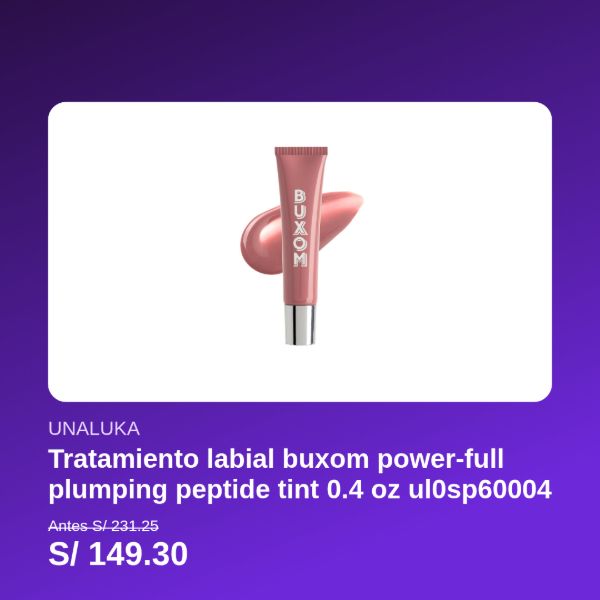 BUXOM
UNALUKA
Tratamiento labial buxom power-full
plumping peptide tint 0.4 oz ul0sp60004
Antes S/ 231.25
S/ 149.30